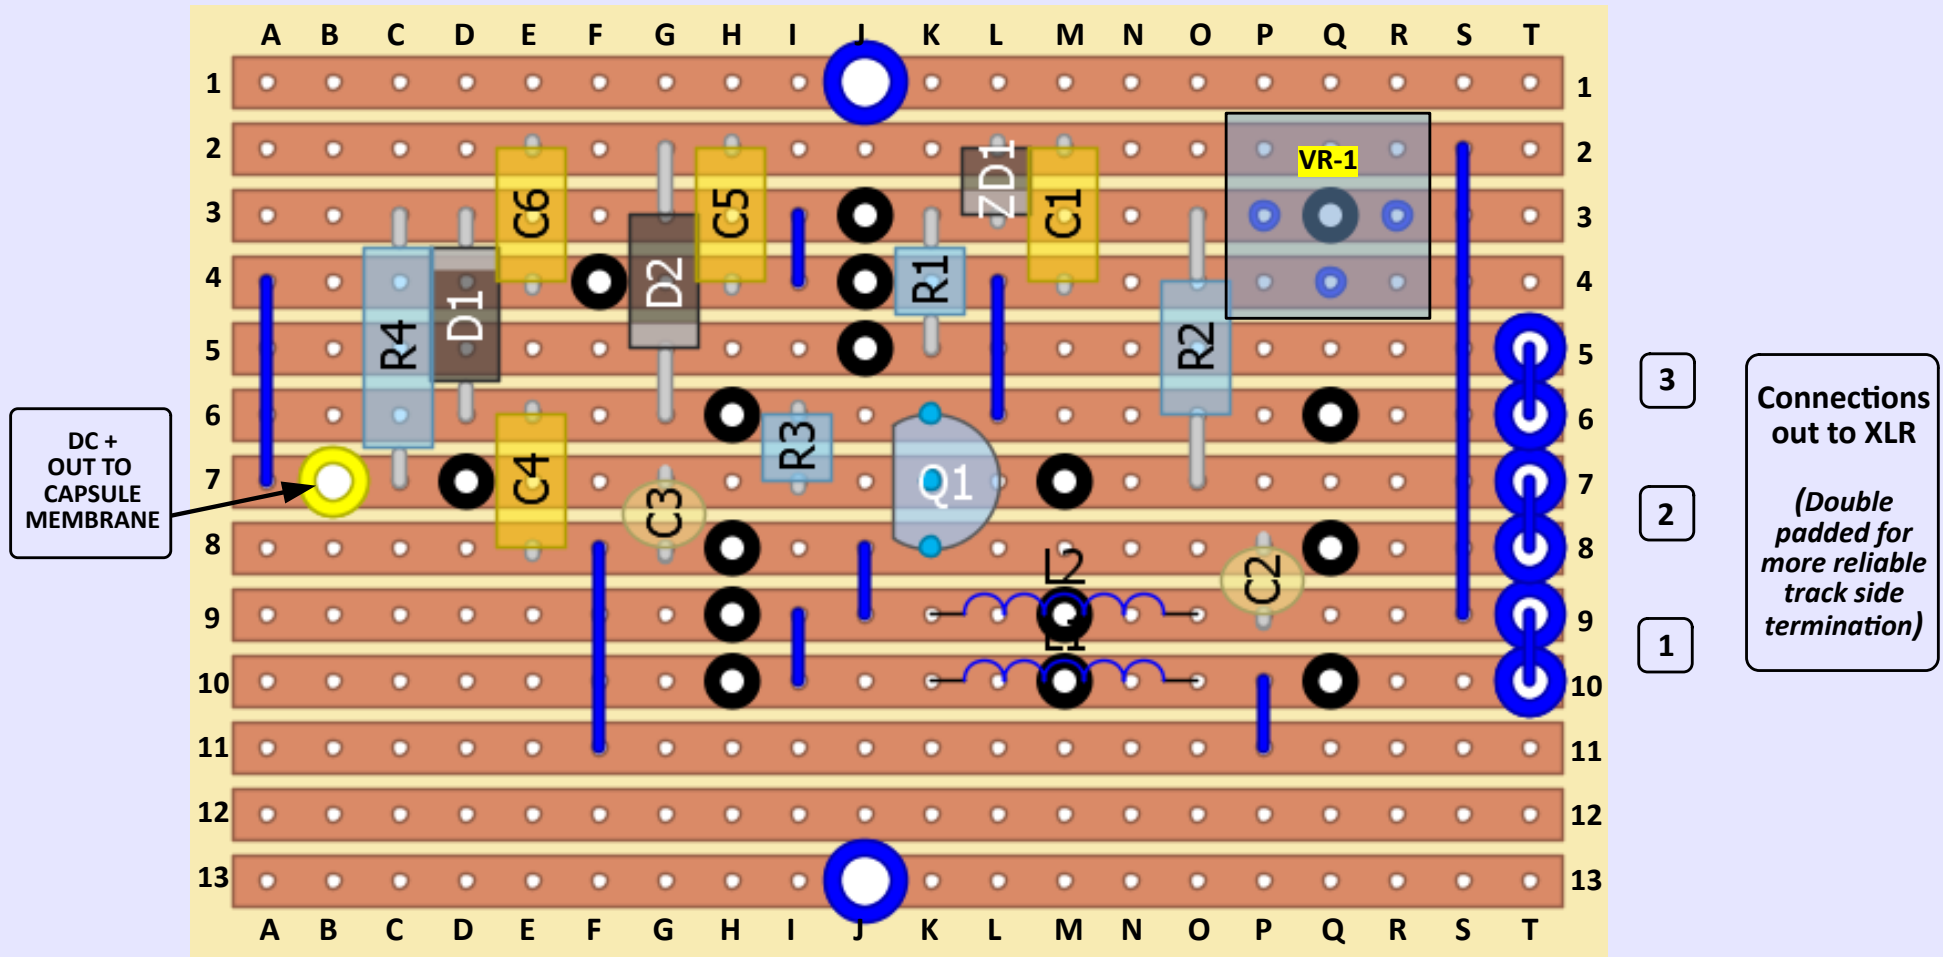 A B C D E F G H I J K L M N O P Q R S T
1 1
2 2
VR-1
ZD1
C6 C5 C1
3 3
R1
D2
4 4
D1
R4 R2
5 5
3
Connections
out to XLR
(Double
padded for
more reliable
track side
termination)
6 6
DC +
OUT TO
CAPSULE
MEMBRANE
R3
7 7
C4 Q1
C3
2
8 8
L2
C2
9 9
L1
1
10 10
11 11
12 12
13 13
A B C D E F G H I J K L M N O P Q R S T